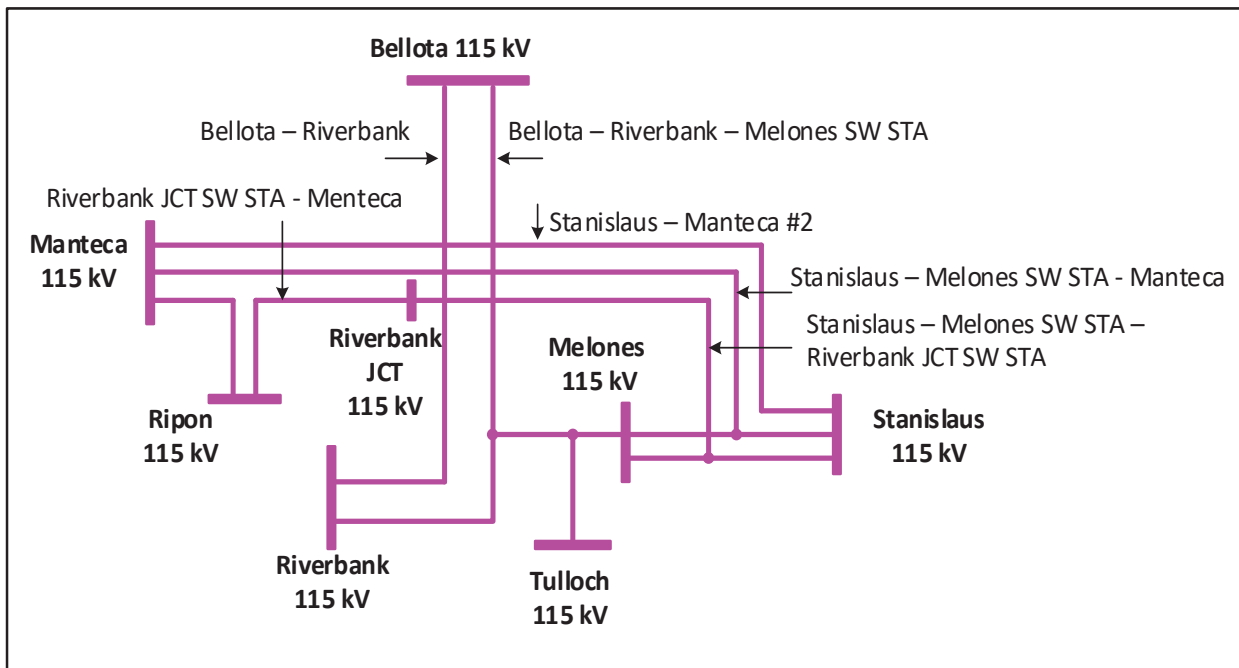 Bellota 115 kV
Bellota – Riverbank
Bellota – Riverbank – Melones SW STA
Riverbank JCT SW STA - Menteca
Stanislaus – Manteca #2
Manteca
115 kV
Stanislaus – Melones SW STA - Manteca
Stanislaus – Melones SW STA –
Riverbank JCT SW STA
Riverbank
JCT
115 kV
Melones
115 kV
Ripon
115 kV
Stanislaus
115 kV
Riverbank
115 kV
Tulloch
115 kV